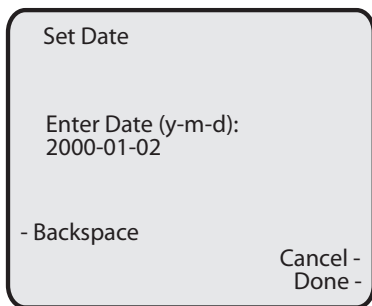 Set Date
Enter Date (y-m-d):
2000-01-02
- Backspace
Cancel -
Done -